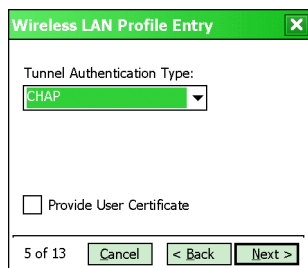 Wireless LAN Profile Entry
Tunnel Authentication Type:
CHAP
Provide User Certificate
5 of 13 Cancel < Back Next >